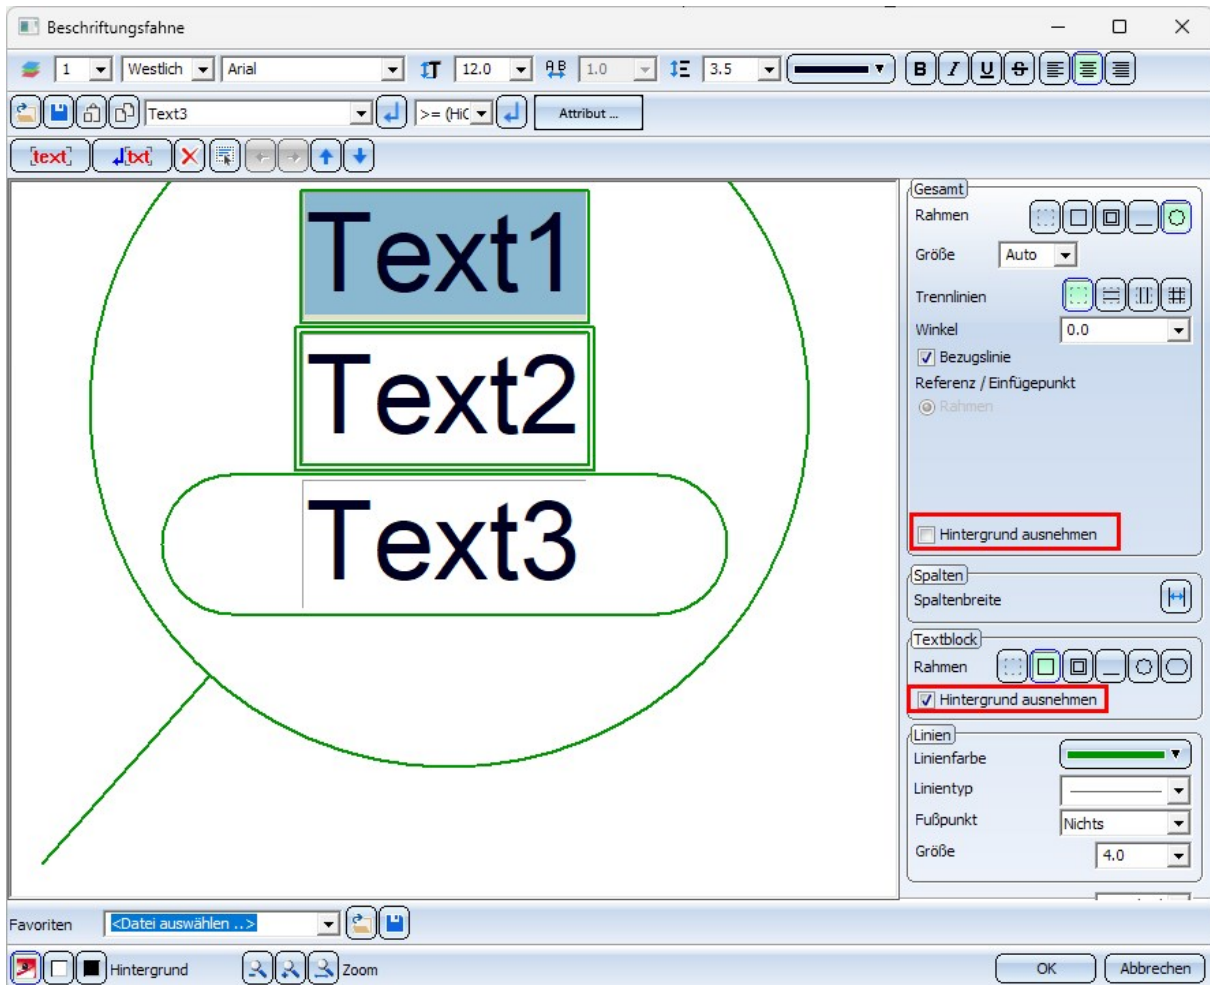 Beschriftungsfahne
1 Westlich Arial 12.0 AB 1.0 3.5 B I U S
Text3 >= (HiC Attribut ...
[text] [txt]
Text1
Text2
Text3
Gesamt
Rahmen
Größe Auto
Trennlinien
Winkel 0.0
Bezugslinie
Referenz / Einfügepunkt
Rahmen
Hintergrund ausnehmen
Spalten
Spaltenbreite
Textblock
Rahmen
Hintergrund ausnehmen
Linien
Linienfarbe
Linientyp
Fußpunkt Nichts
Größe 4.0
Favoriten <Datei auswählen ..>
Hintergrund Zoom OK Abbrechen